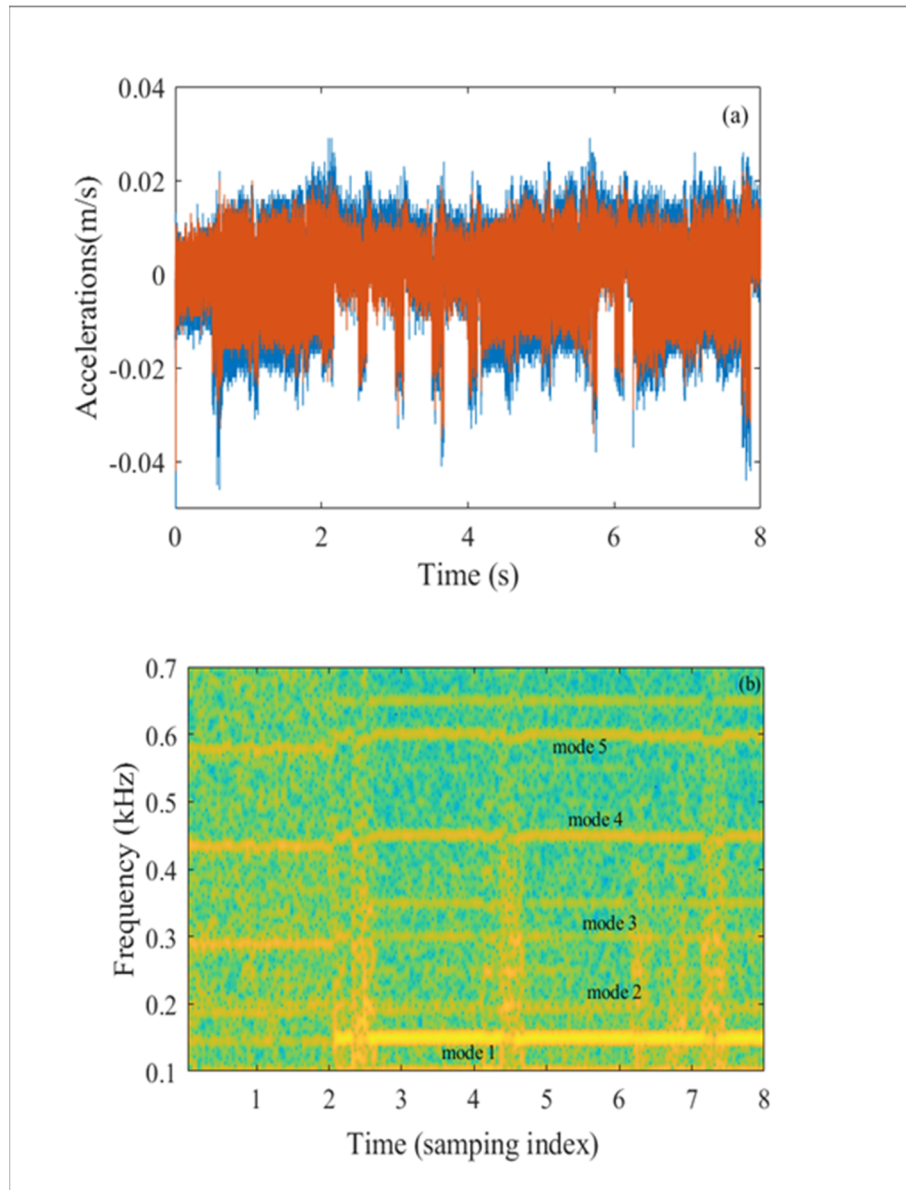 0.04
(a)
0.02
0
-0.02
-0.04
Accelerations(m/s)
0 2 4 6 8
Time (s)
0.7
(b)
0.6
mode 5
0.5
mode 4
0.4
mode 3
0.3
mode 2
0.2
mode 1
0.1
Frequency (kHz)
1 2 3 4 5 6 7 8
Time (samping index)